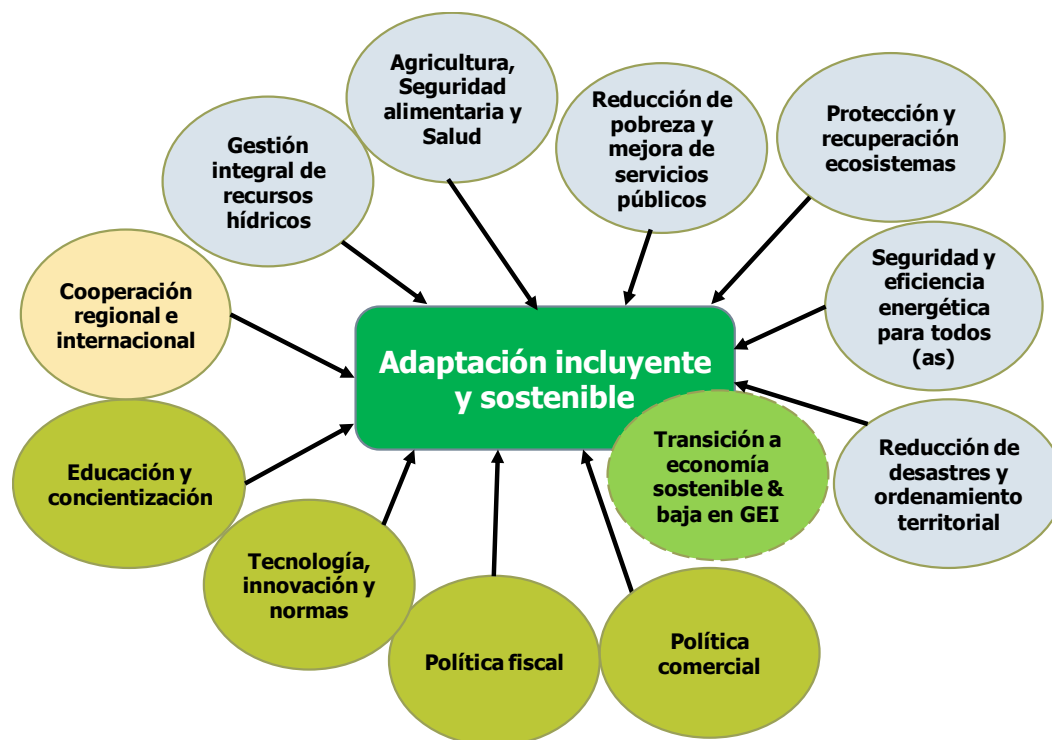 Agricultura,
Seguridad
alimentaria y
Salud
Reducción de
pobreza y
mejora de
servicios
públicos
Protección y
recuperación
ecosistemas
Gestión
integral de
recursos
hídricos
Seguridad y
eficiencia
energética
para todos
(as)
Cooperación
regional e
internacional
Adaptación incluyente
y sostenible
Transición a
economía
sostenible &
baja en GEI
Reducción de
desastres y
ordenamiento
territorial
Educación y
concientización
Tecnología,
innovación y
normas
Política fiscal
Política
comercial